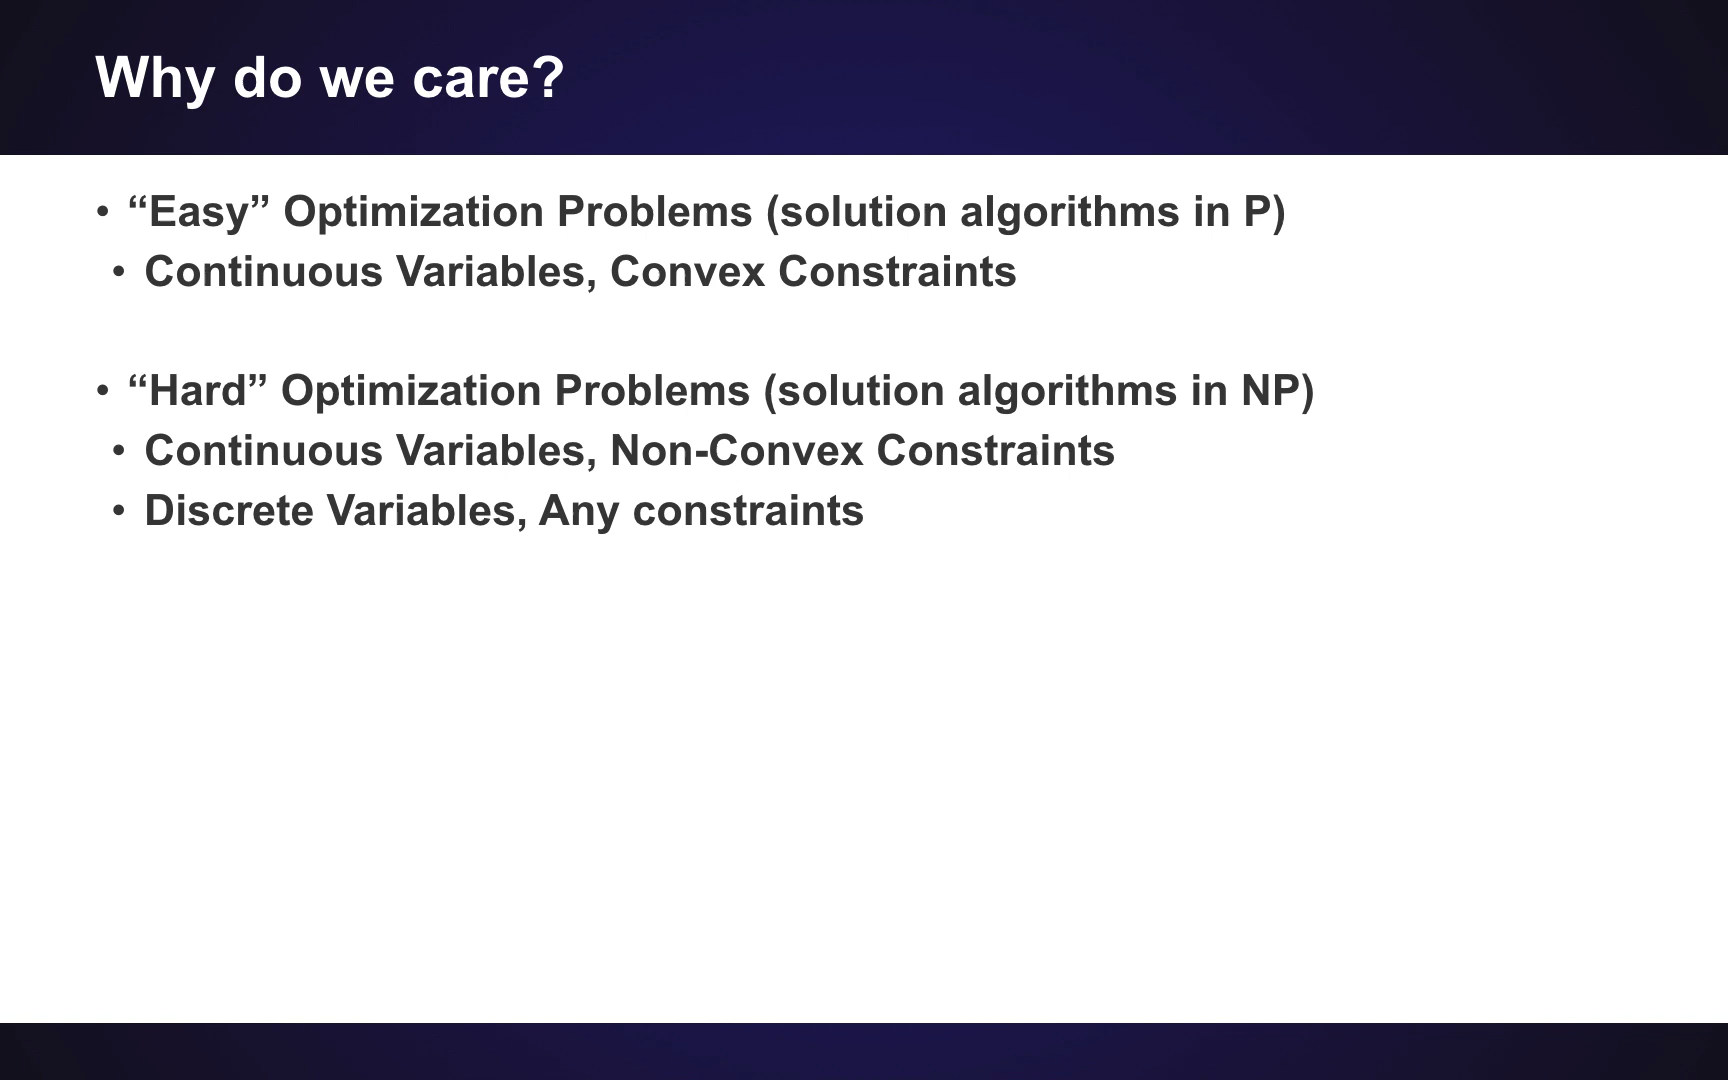 Why do we care?
• “Easy” Optimization Problems (solution algorithms in P)
• Continuous Variables, Convex Constraints
• “Hard” Optimization Problems (solution algorithms in NP)
• Continuous Variables, Non-Convex Constraints
• Discrete Variables, Any constraints